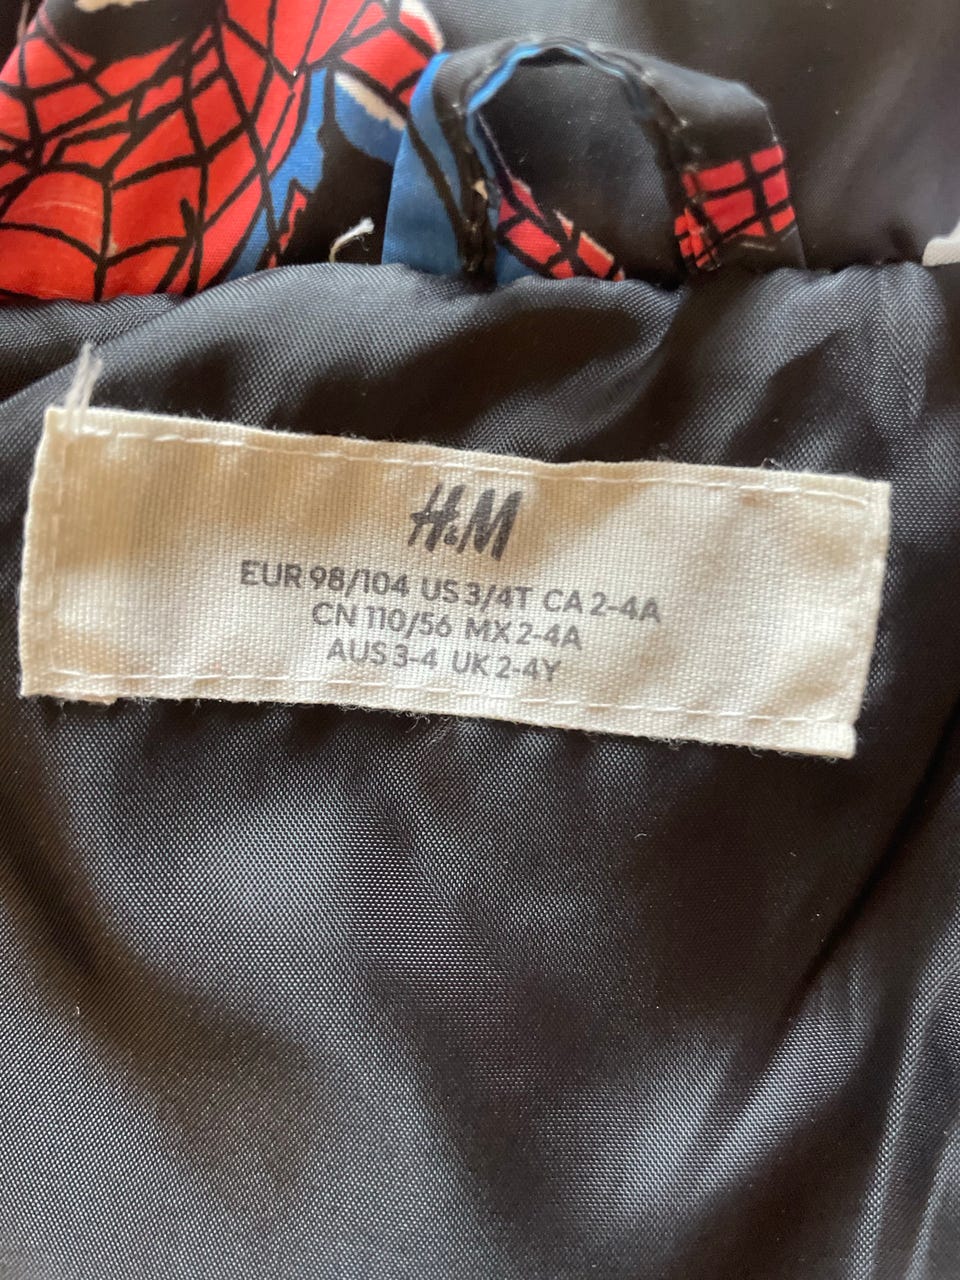 H&M
EUR 98/104 US 3/4T CA 2-4A
CN 110/56 MX 2-4A
AUS 3-4 UK 2-4Y